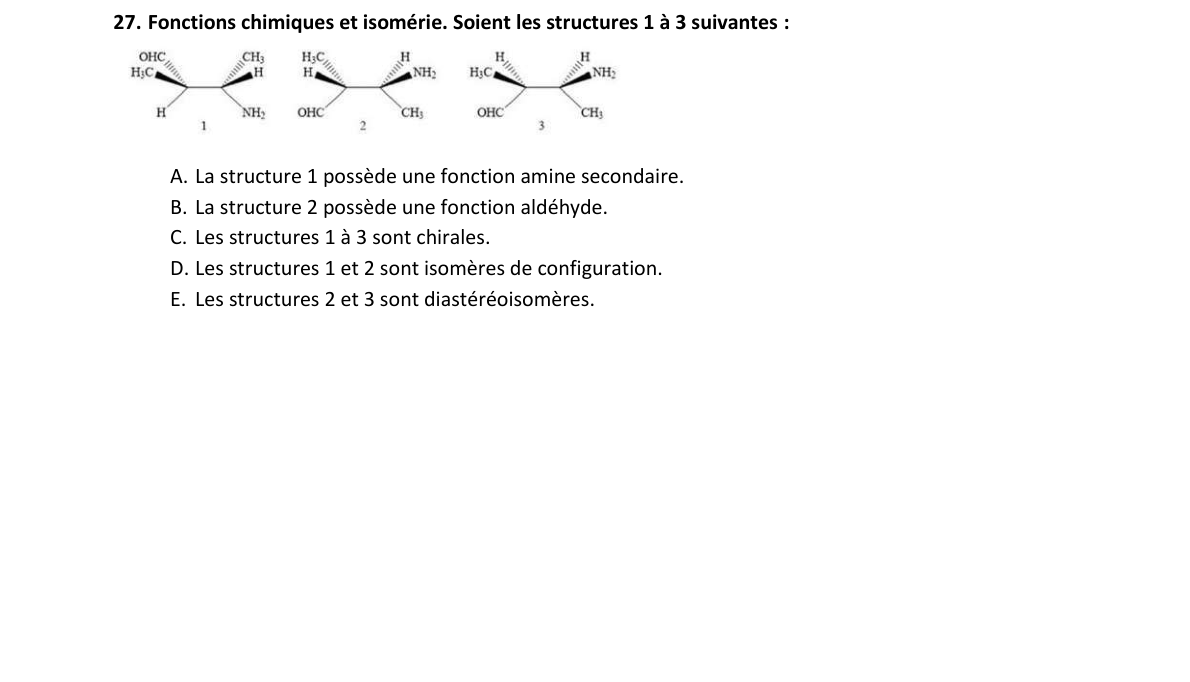 27. Fonctions chimiques et isomérie. Soient les structures 1 à 3 suivantes :
OHC CH₃ H₃C H H H
H₃C H H NH₂ H₃C NH₂
H NH₂ OHC CH₃ OHC CH₃
1 2 3
A. La structure 1 possède une fonction amine secondaire.
B. La structure 2 possède une fonction aldéhyde.
C. Les structures 1 à 3 sont chirales.
D. Les structures 1 et 2 sont isomères de configuration.
E. Les structures 2 et 3 sont diastéréoisomères.